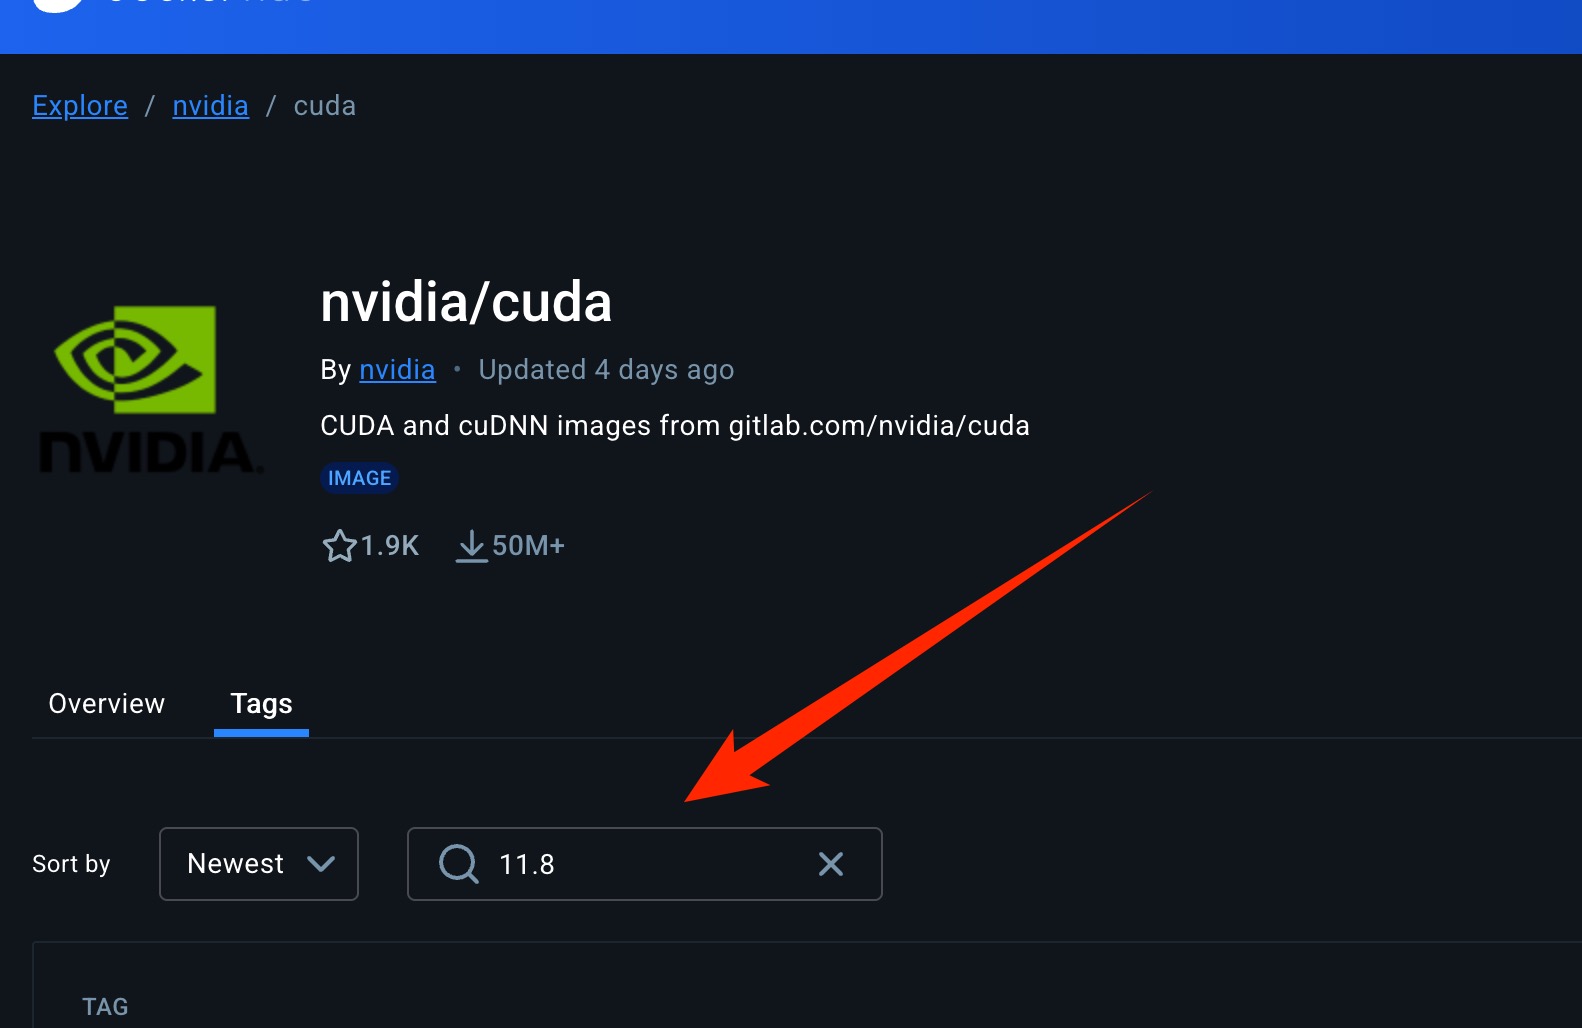 Explore / nvidia / cuda
nvidia/cuda
By nvidia • Updated 4 days ago
CUDA and cuDNN images from gitlab.com/nvidia/cuda
IMAGE
1.9K 50M+
NVIDIA.
Overview Tags
Sort by Newest 11.8
TAG